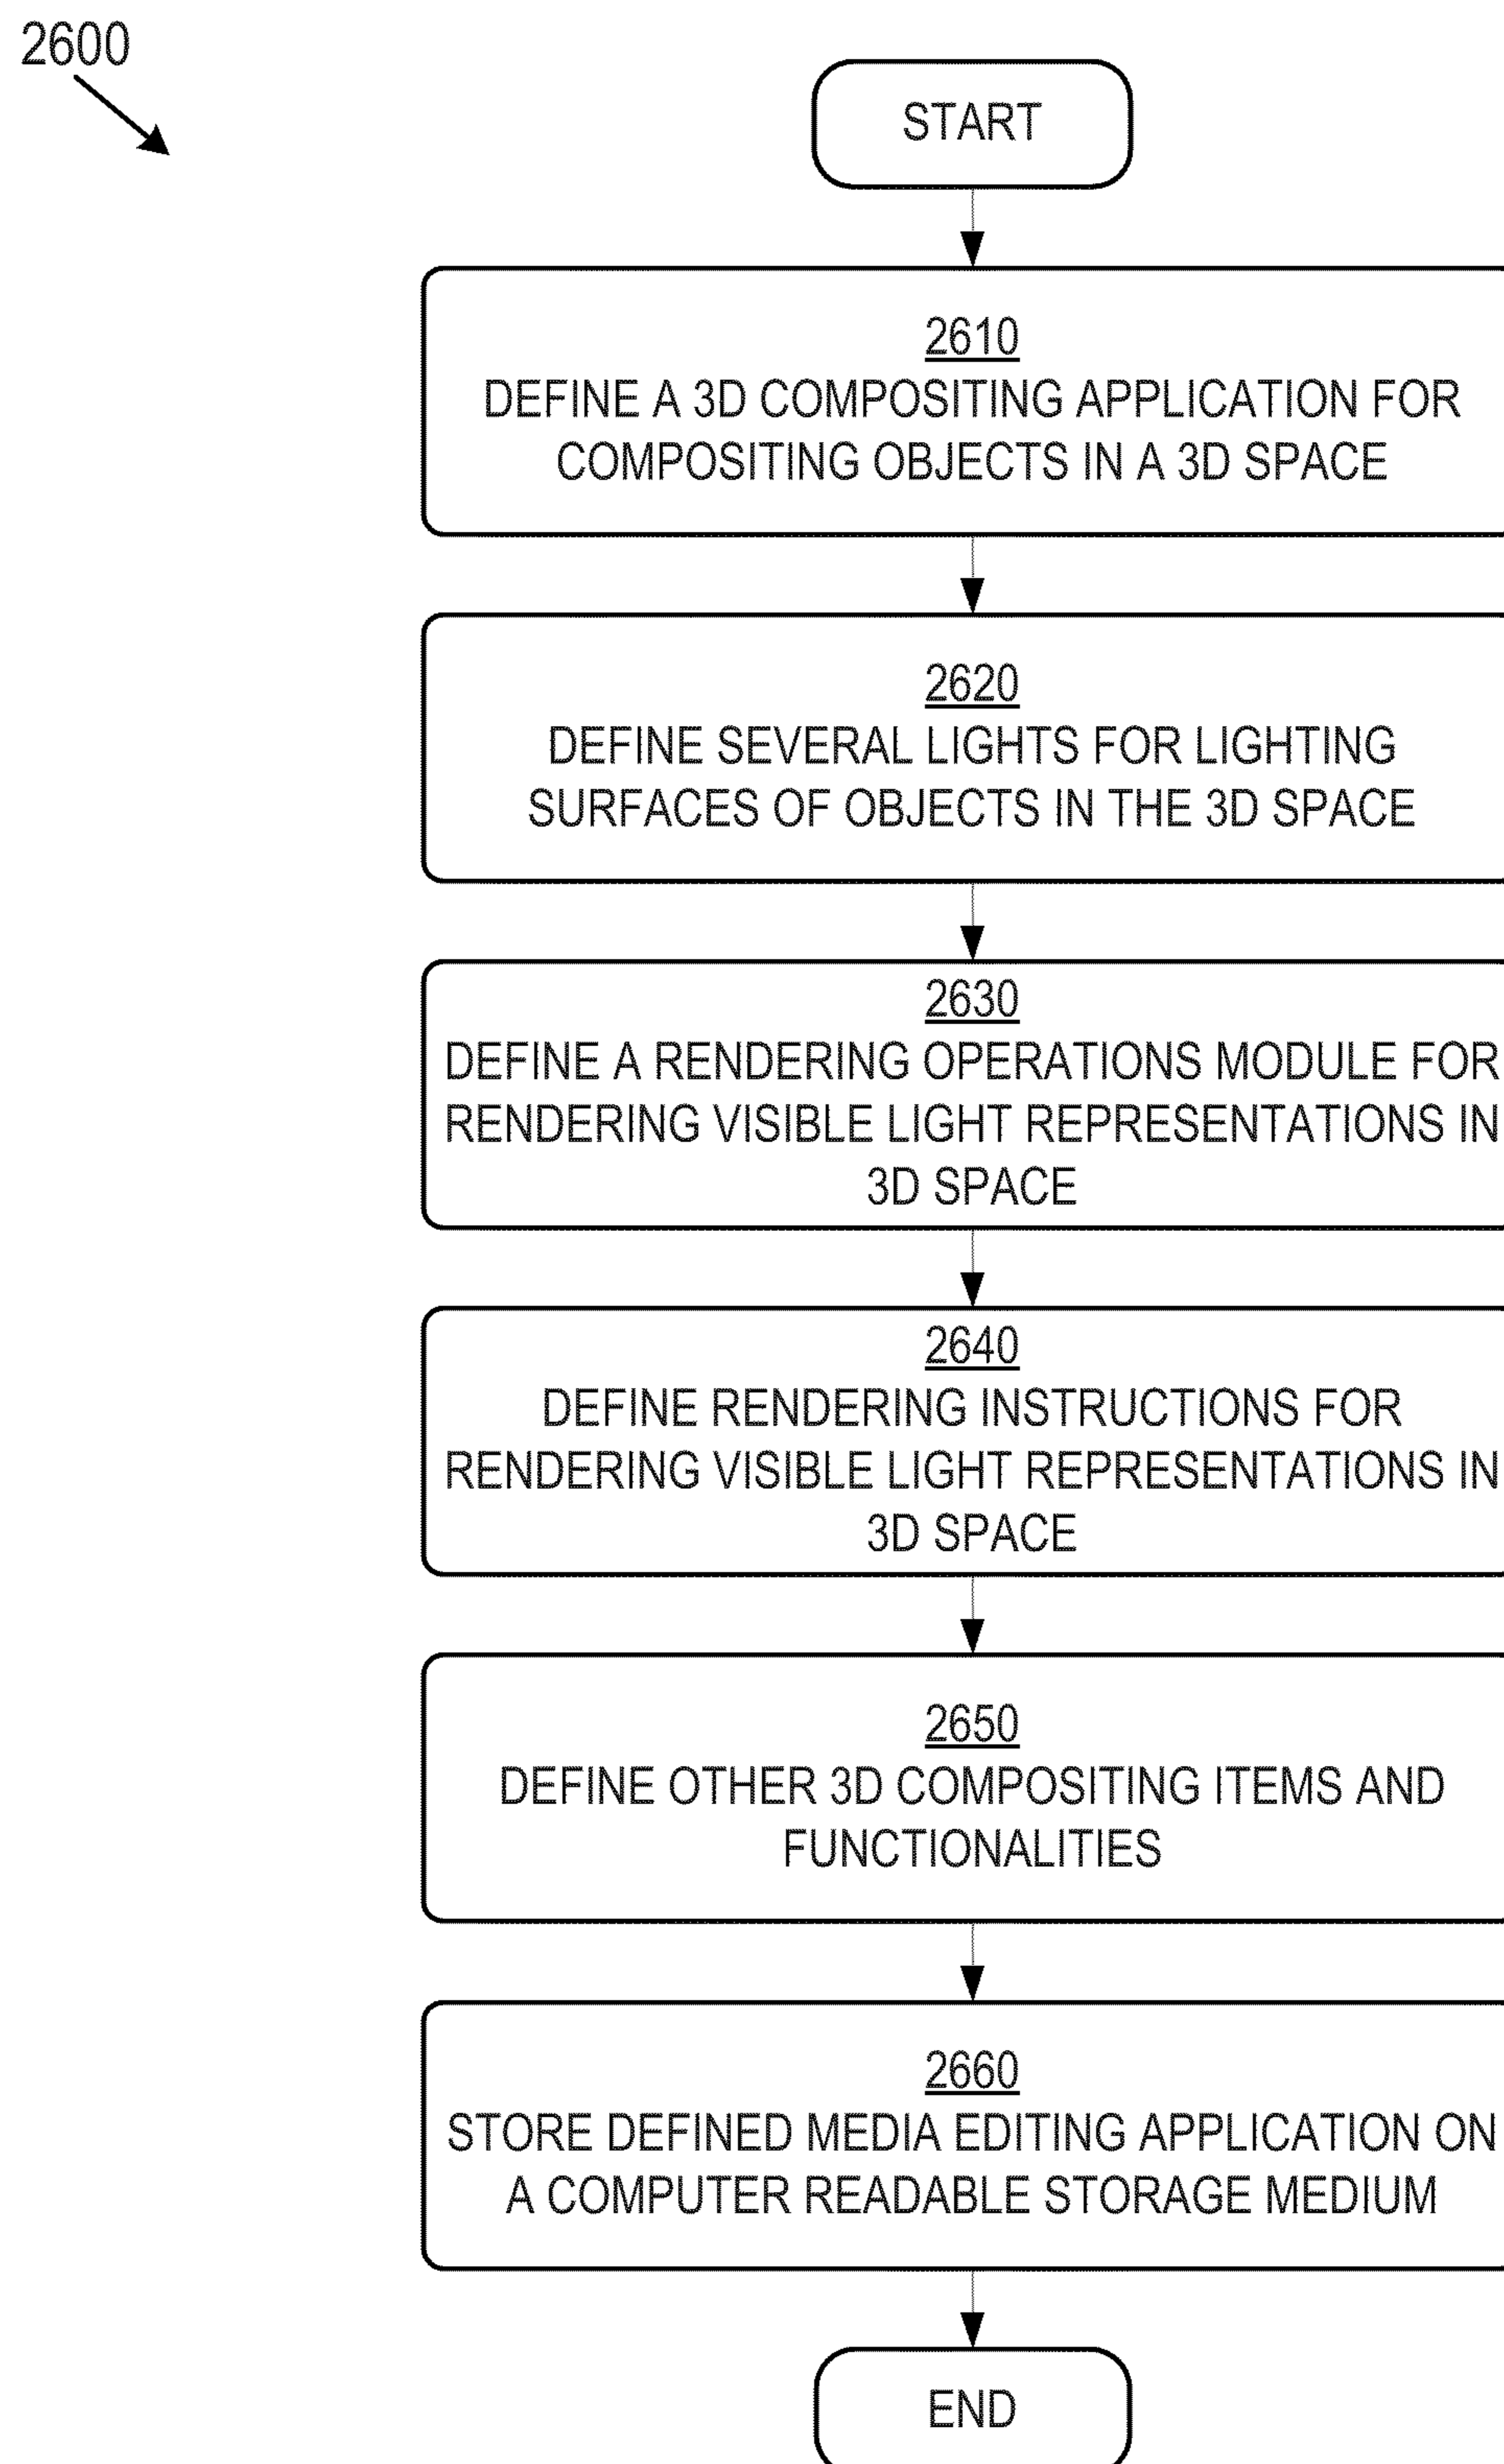 2600
START
2610
DEFINE A 3D COMPOSITING APPLICATION FOR
COMPOSITING OBJECTS IN A 3D SPACE
2620
DEFINE SEVERAL LIGHTS FOR LIGHTING
SURFACES OF OBJECTS IN THE 3D SPACE
2630
DEFINE A RENDERING OPERATIONS MODULE FOR
RENDERING VISIBLE LIGHT REPRESENTATIONS IN
3D SPACE
2640
DEFINE RENDERING INSTRUCTIONS FOR
RENDERING VISIBLE LIGHT REPRESENTATIONS IN
3D SPACE
2650
DEFINE OTHER 3D COMPOSITING ITEMS AND
FUNCTIONALITIES
2660
STORE DEFINED MEDIA EDITING APPLICATION ON
A COMPUTER READABLE STORAGE MEDIUM
END